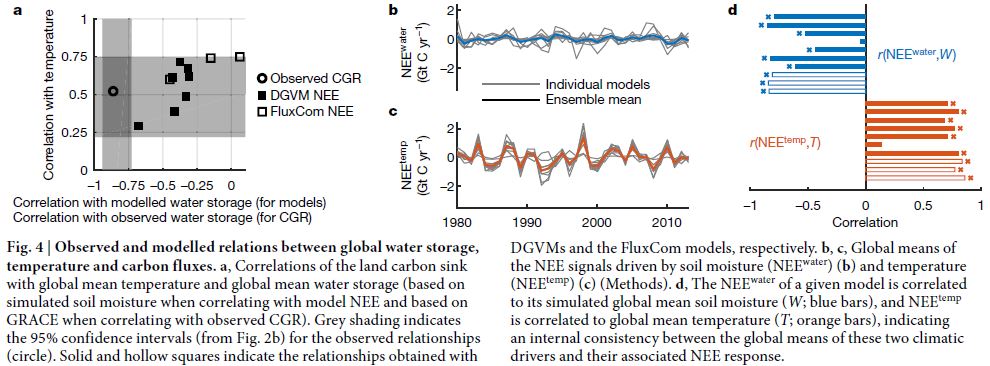 a
Correlation with temperature
1
0.75
0.5
0.25
0
−1
−0.75
−0.5
−0.25
0
Correlation with modelled water storage (for models)
Correlation with observed water storage (for CGR)
Observed CGR
DGVM NEE
FluxCom NEE
b
NEEwater
(Gt C yr−1)
2
0
−2
Individual models
Ensemble mean
c
NEEtemp
(Gt C yr−1)
2
0
−2
1980
1990
2000
2010
d
r(NEEwater,W)
r(NEEtemp,T)
−1
−0.5
0
0.5
1
Correlation
Fig. 4 | Observed and modelled relations between global water storage,
temperature and carbon fluxes. a, Correlations of the land carbon sink
with global mean temperature and global mean water storage (based on
simulated soil moisture when correlating with model NEE and based on
GRACE when correlating with observed CGR). Grey shading indicates
the 95% confidence intervals (from Fig. 2b) for the observed relationships
(circle). Solid and hollow squares indicate the relationships obtained with
DGVMs and the FluxCom models, respectively. b, c, Global means of
the NEE signals driven by soil moisture (NEEwater) (b) and temperature
(NEEtemp) (c) (Methods). d, The NEEwater of a given model is correlated
to its simulated global mean soil moisture (W; blue bars), and NEEtemp
is correlated to global mean temperature (T; orange bars), indicating
an internal consistency between the global means of these two climatic
drivers and their associated NEE response.